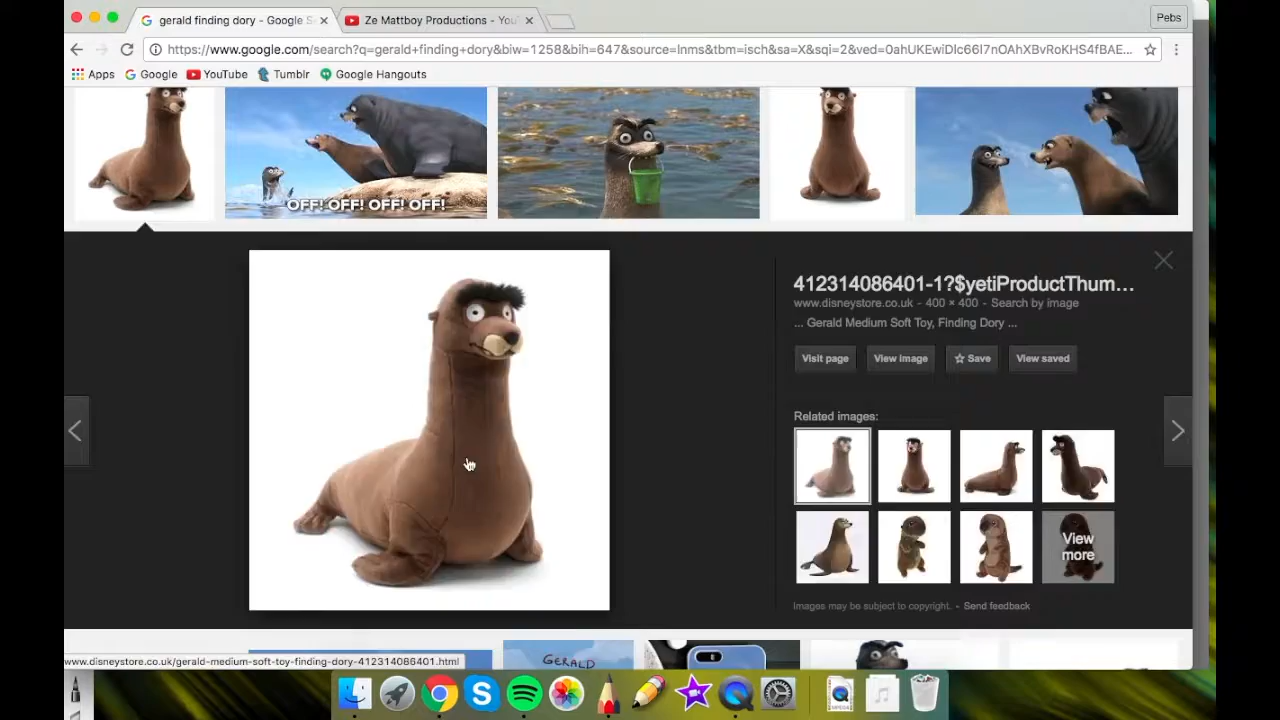 gerald finding dory - Google S
Ze Mattboy Productions - You
Pebs
https://www.google.com/search?q=gerald+finding+dory&biw=1258&bih=647&source=lnms&tbm=isch&sa=X&sqi=2&ved=0ahUKEwiDlc66I7nOAhXBvRoKHS4fBAE...
Apps Google YouTube Tumblr Google Hangouts
OFF! OFF! OFF! OFF!
412314086401-1?$yetiProductThum...
www.disneystore.co.uk - 400 × 400 - Search by image
... Gerald Medium Soft Toy, Finding Dory ...
Visit page View image Save View saved
Related images:
View
more
Images may be subject to copyright. - Send feedback
www.disneystore.co.uk/gerald-medium-soft-toy-finding-dory-412314086401.html
GERALD